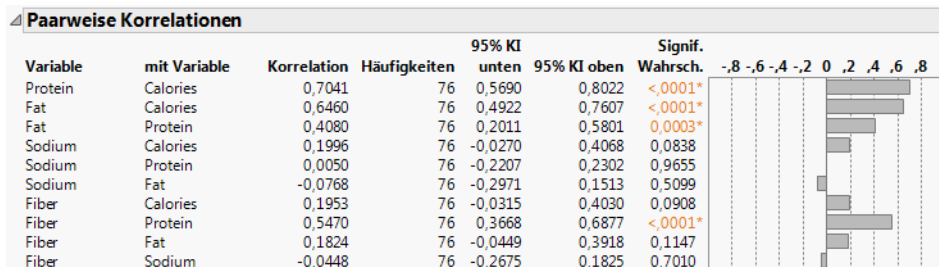 Paarweise Korrelationen
95% KI Signif.
Variable mit Variable Korrelation Häufigkeiten unten 95% KI oben Wahrsch. -,8 -,6 -,4 -,2 0 ,2 ,4 ,6 ,8
Protein Calories 0,7041 76 0,5690 0,8022 <,0001*
Fat Calories 0,6460 76 0,4922 0,7607 <,0001*
Fat Protein 0,4080 76 0,2011 0,5801 0,0003*
Sodium Calories 0,1996 76 -0,0270 0,4068 0,0838
Sodium Protein 0,0050 76 -0,2207 0,2302 0,9655
Sodium Fat -0,0768 76 -0,2971 0,1513 0,5099
Fiber Calories 0,1953 76 -0,0315 0,4030 0,0908
Fiber Protein 0,5470 76 0,3668 0,6877 <,0001*
Fiber Fat 0,1824 76 -0,0449 0,3918 0,1147
Fiber Sodium -0,0448 76 -0,2675 0,1825 0,7010